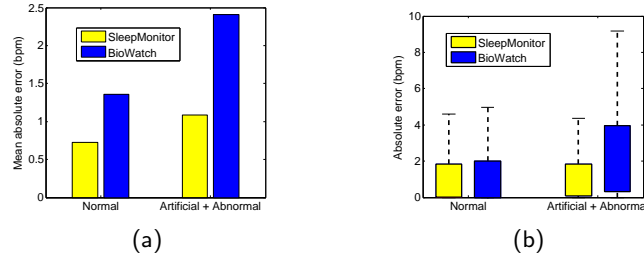 2.5
2
1.5
1
0.5
0
Mean absolute error (bpm)
SleepMonitor
BioWatch
Normal
Artificial + Abnormal
(a)
10
8
6
4
2
0
Absolute error (bpm)
SleepMonitor
BioWatch
Normal
Artificial + Abnormal
(b)